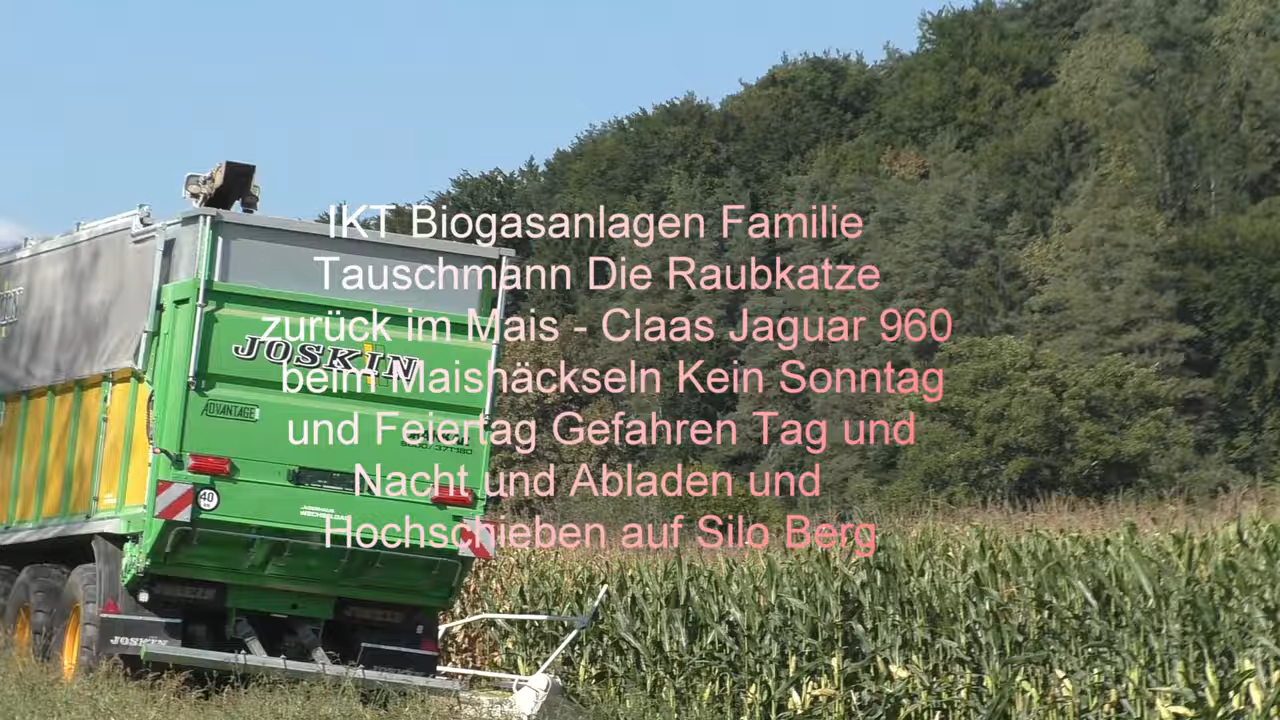 IKT Biogasanlagen Familie
Tauschmann Die Raubkatze
zurück im Mais - Claas Jaguar 960
beim Maishäckseln Kein Sonntag
und Feiertag Gefahren Tag und
Nacht und Abladen und
Hochschieben auf Silo Berg
JOSKIN
ADVANTAGE
40
JOSKIN